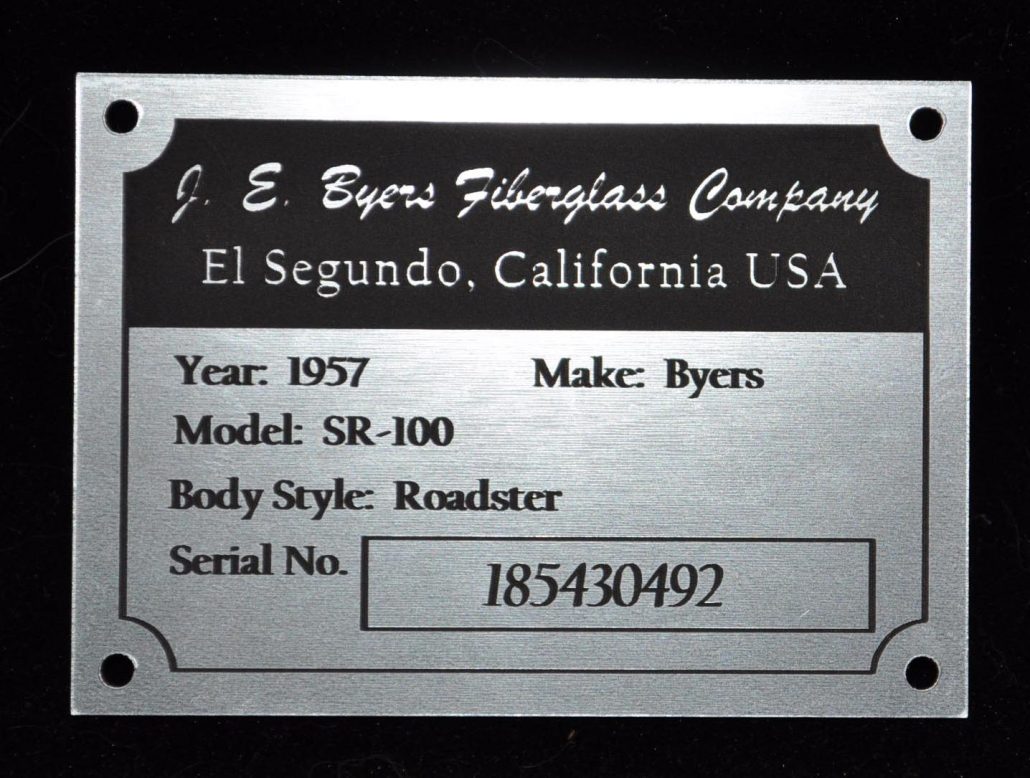 J. E. Byers Fiberglass Company
El Segundo, California USA
Year: 1957 Make: Byers
Model: SR-100
Body Style: Roadster
Serial No. 185430492